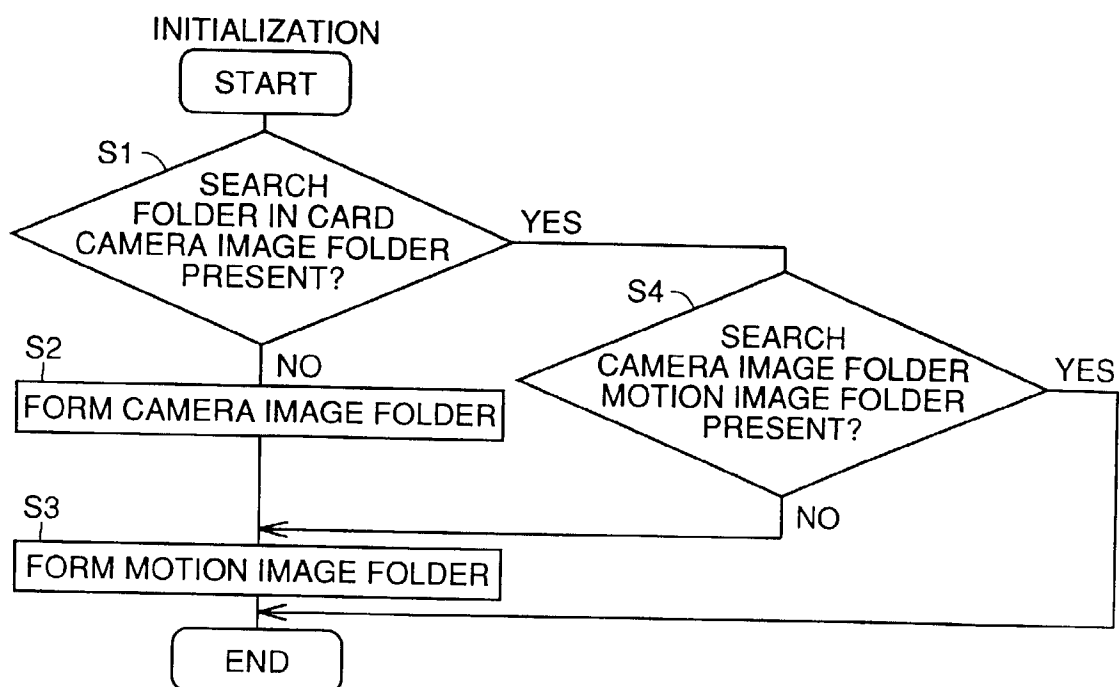 INITIALIZATION
START
S1
SEARCH
FOLDER IN CARD
CAMERA IMAGE FOLDER
PRESENT?
YES
NO
S2
FORM CAMERA IMAGE FOLDER
S4
SEARCH
CAMERA IMAGE FOLDER
MOTION IMAGE FOLDER
PRESENT?
YES
NO
S3
FORM MOTION IMAGE FOLDER
END